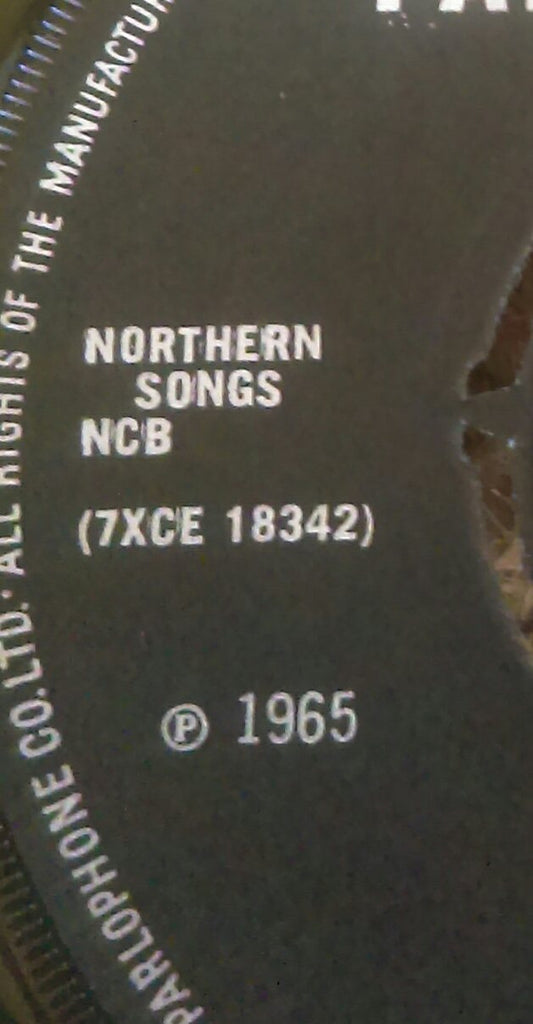 PARLOPHONE CO. LTD. · ALL RIGHTS OF THE MANUFACTU
NORTHERN
SONGS
NCB
(7XCE 18342)
℗ 1965